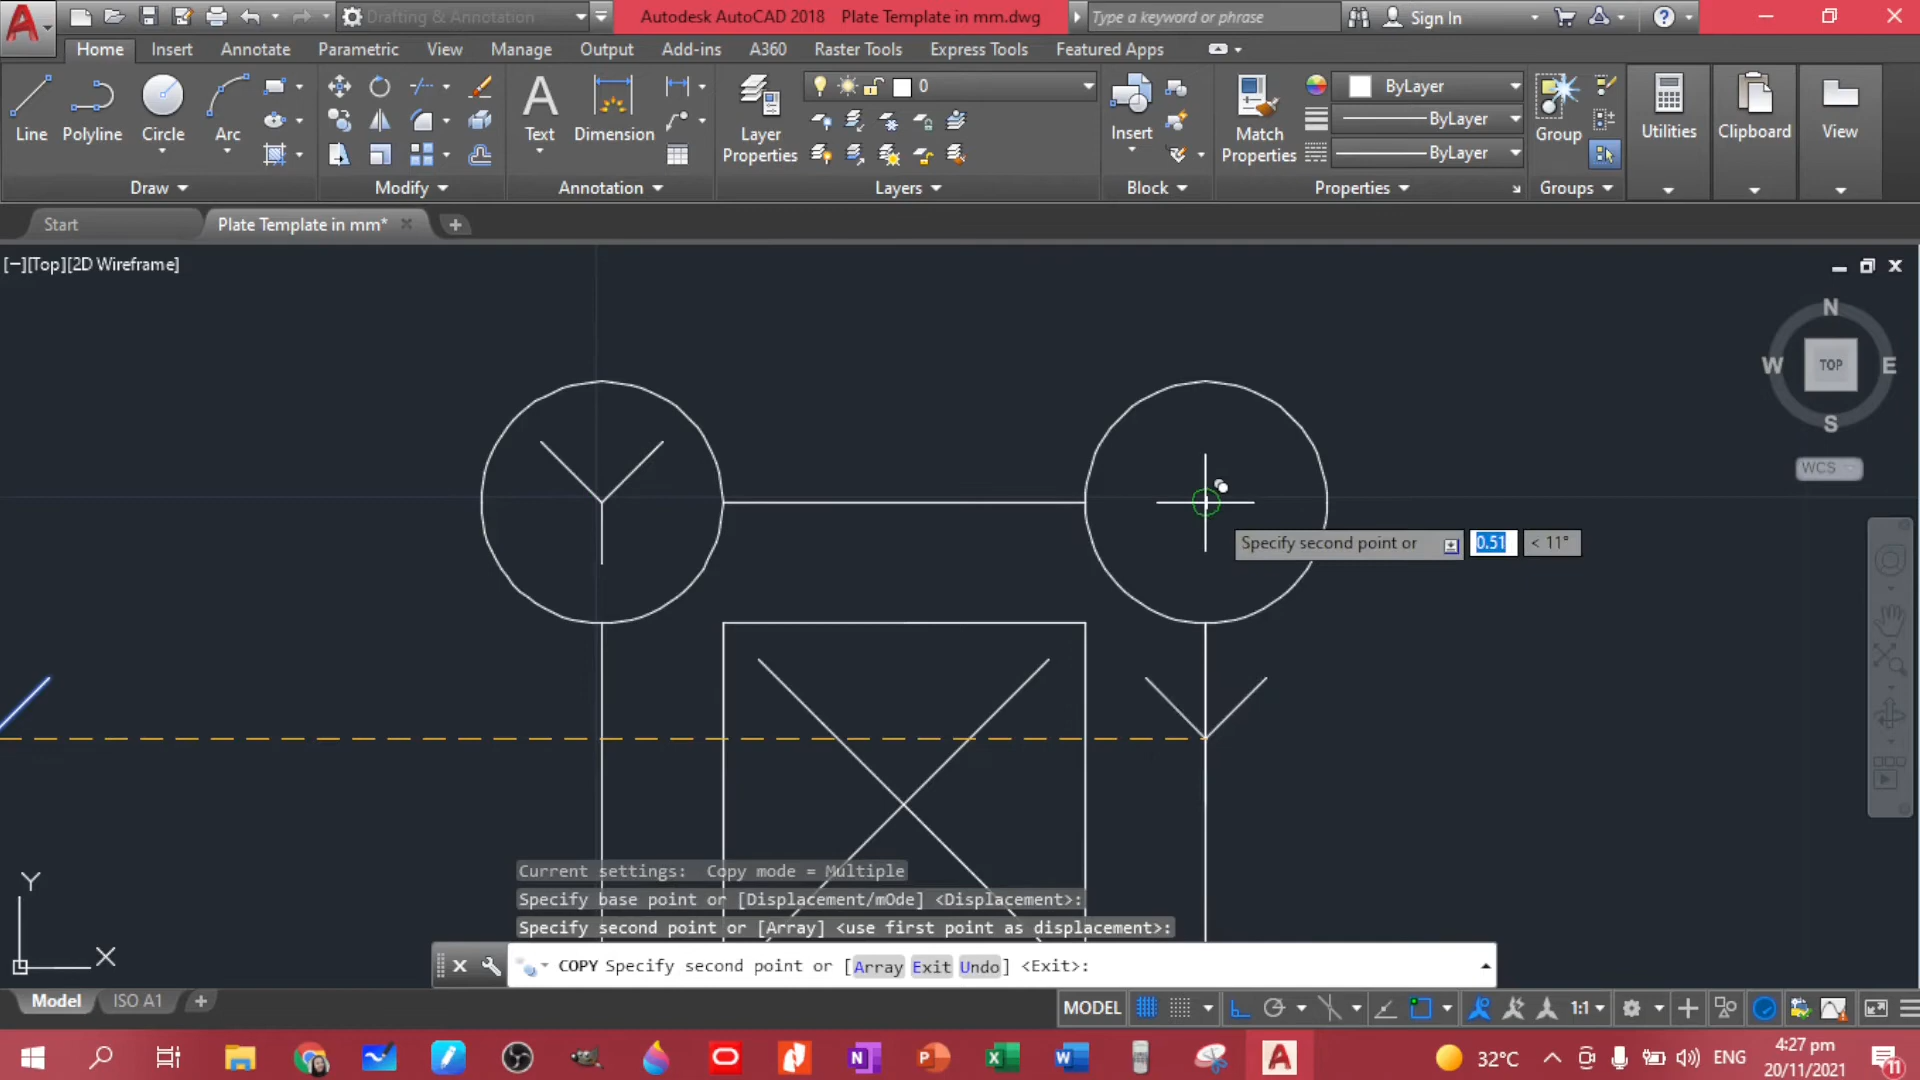 Drafting & Annotation
Autodesk AutoCAD 2018 Plate Template in mm.dwg
Type a keyword or phrase
Sign In
Home Insert Annotate Parametric View Manage Output Add-ins A360 Raster Tools Express Tools Featured Apps
0
ByLayer
ByLayer
ByLayer
Line Polyline Circle Arc
Text Dimension
Layer Properties
Insert
Match Properties
Group
Utilities Clipboard View
Draw Modify Annotation Layers Block Properties Groups
Start Plate Template in mm*
[−][Top][2D Wireframe]
N
W TOP E
S
WCS
Specify second point or 0.51 < 11°
Current settings: Copy mode = Multiple
Specify base point or [Displacement/mOde] <Displacement>:
Specify second point or [Array] <use first point as displacement>:
Y
X
COPY Specify second point or [Array Exit Undo] <Exit>:
Model ISO A1
MODEL 1:1
32°C ENG 4:27 pm
20/11/2021
11